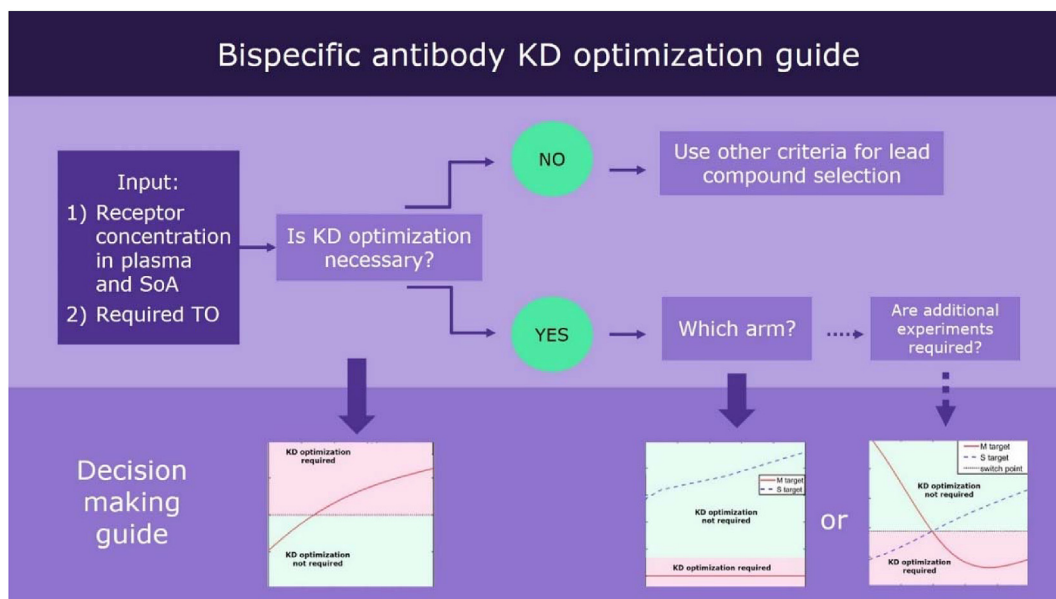 Bispecific antibody KD optimization guide
Input:
1) Receptor
concentration
in plasma
and SoA
2) Required TO
Is KD optimization
necessary?
NO
Use other criteria for lead
compound selection
YES
Which arm?
Are additional
experiments
required?
Decision
making
guide
KD optimization
required
KD optimization
not required
M target
S target
KD optimization
not required
KD optimization required
or
M target
S target
switch point
KD optimization
not required
KD optimization
required